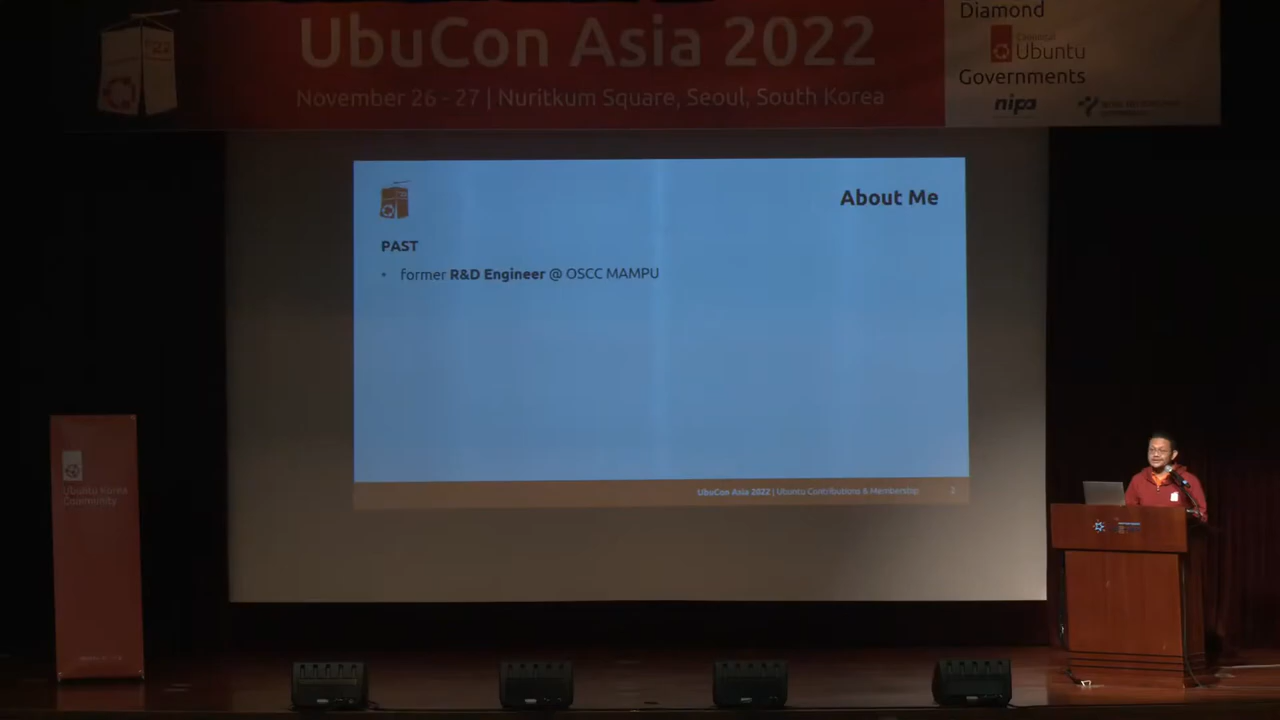 UbuCon Asia 2022
November 26 - 27 | Nuritkum Square, Seoul, South Korea
Diamond
Canonical
Ubuntu
Governments
nipa
About Me
PAST
• former R&D Engineer @ OSCC MAMPU
UbuCon Asia 2022 | Ubuntu Contributions & Membership
Ubuntu Korea
Community